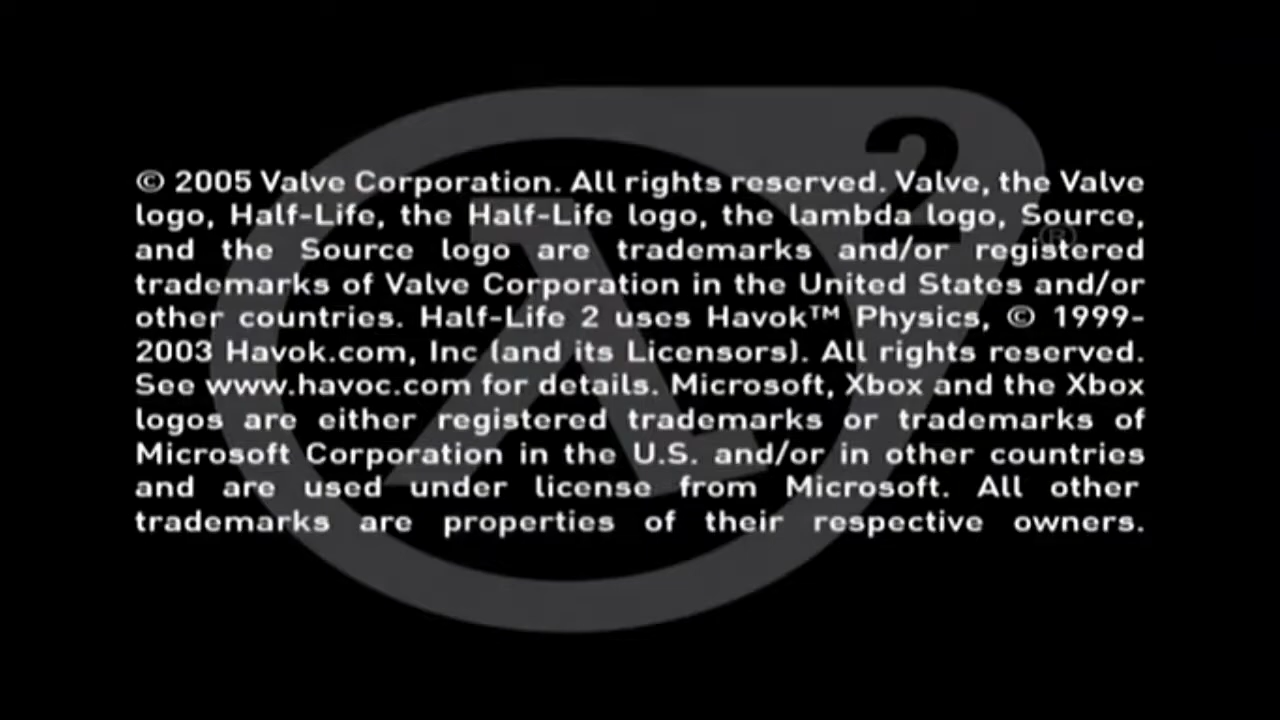 © 2005 Valve Corporation. All rights reserved. Valve, the Valve
logo, Half-Life, the Half-Life logo, the lambda logo, Source,
and the Source logo are trademarks and/or registered
trademarks of Valve Corporation in the United States and/or
other countries. Half-Life 2 uses Havok™ Physics, © 1999-
2003 Havok.com, Inc (and its Licensors). All rights reserved.
See www.havoc.com for details. Microsoft, Xbox and the Xbox
logos are either registered trademarks or trademarks of
Microsoft Corporation in the U.S. and/or in other countries
and are used under license from Microsoft. All other
trademarks are properties of their respective owners.
λ
2
®